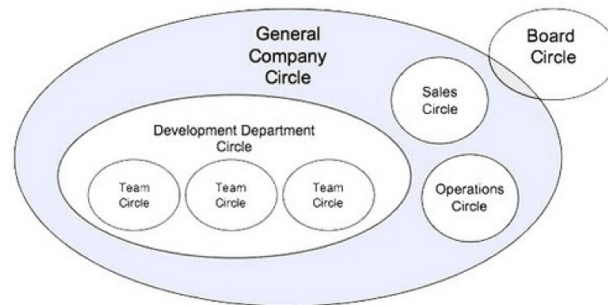 General
Company
Circle
Board
Circle
Sales
Circle
Development Department
Circle
Team
Circle
Team
Circle
Team
Circle
Operations
Circle